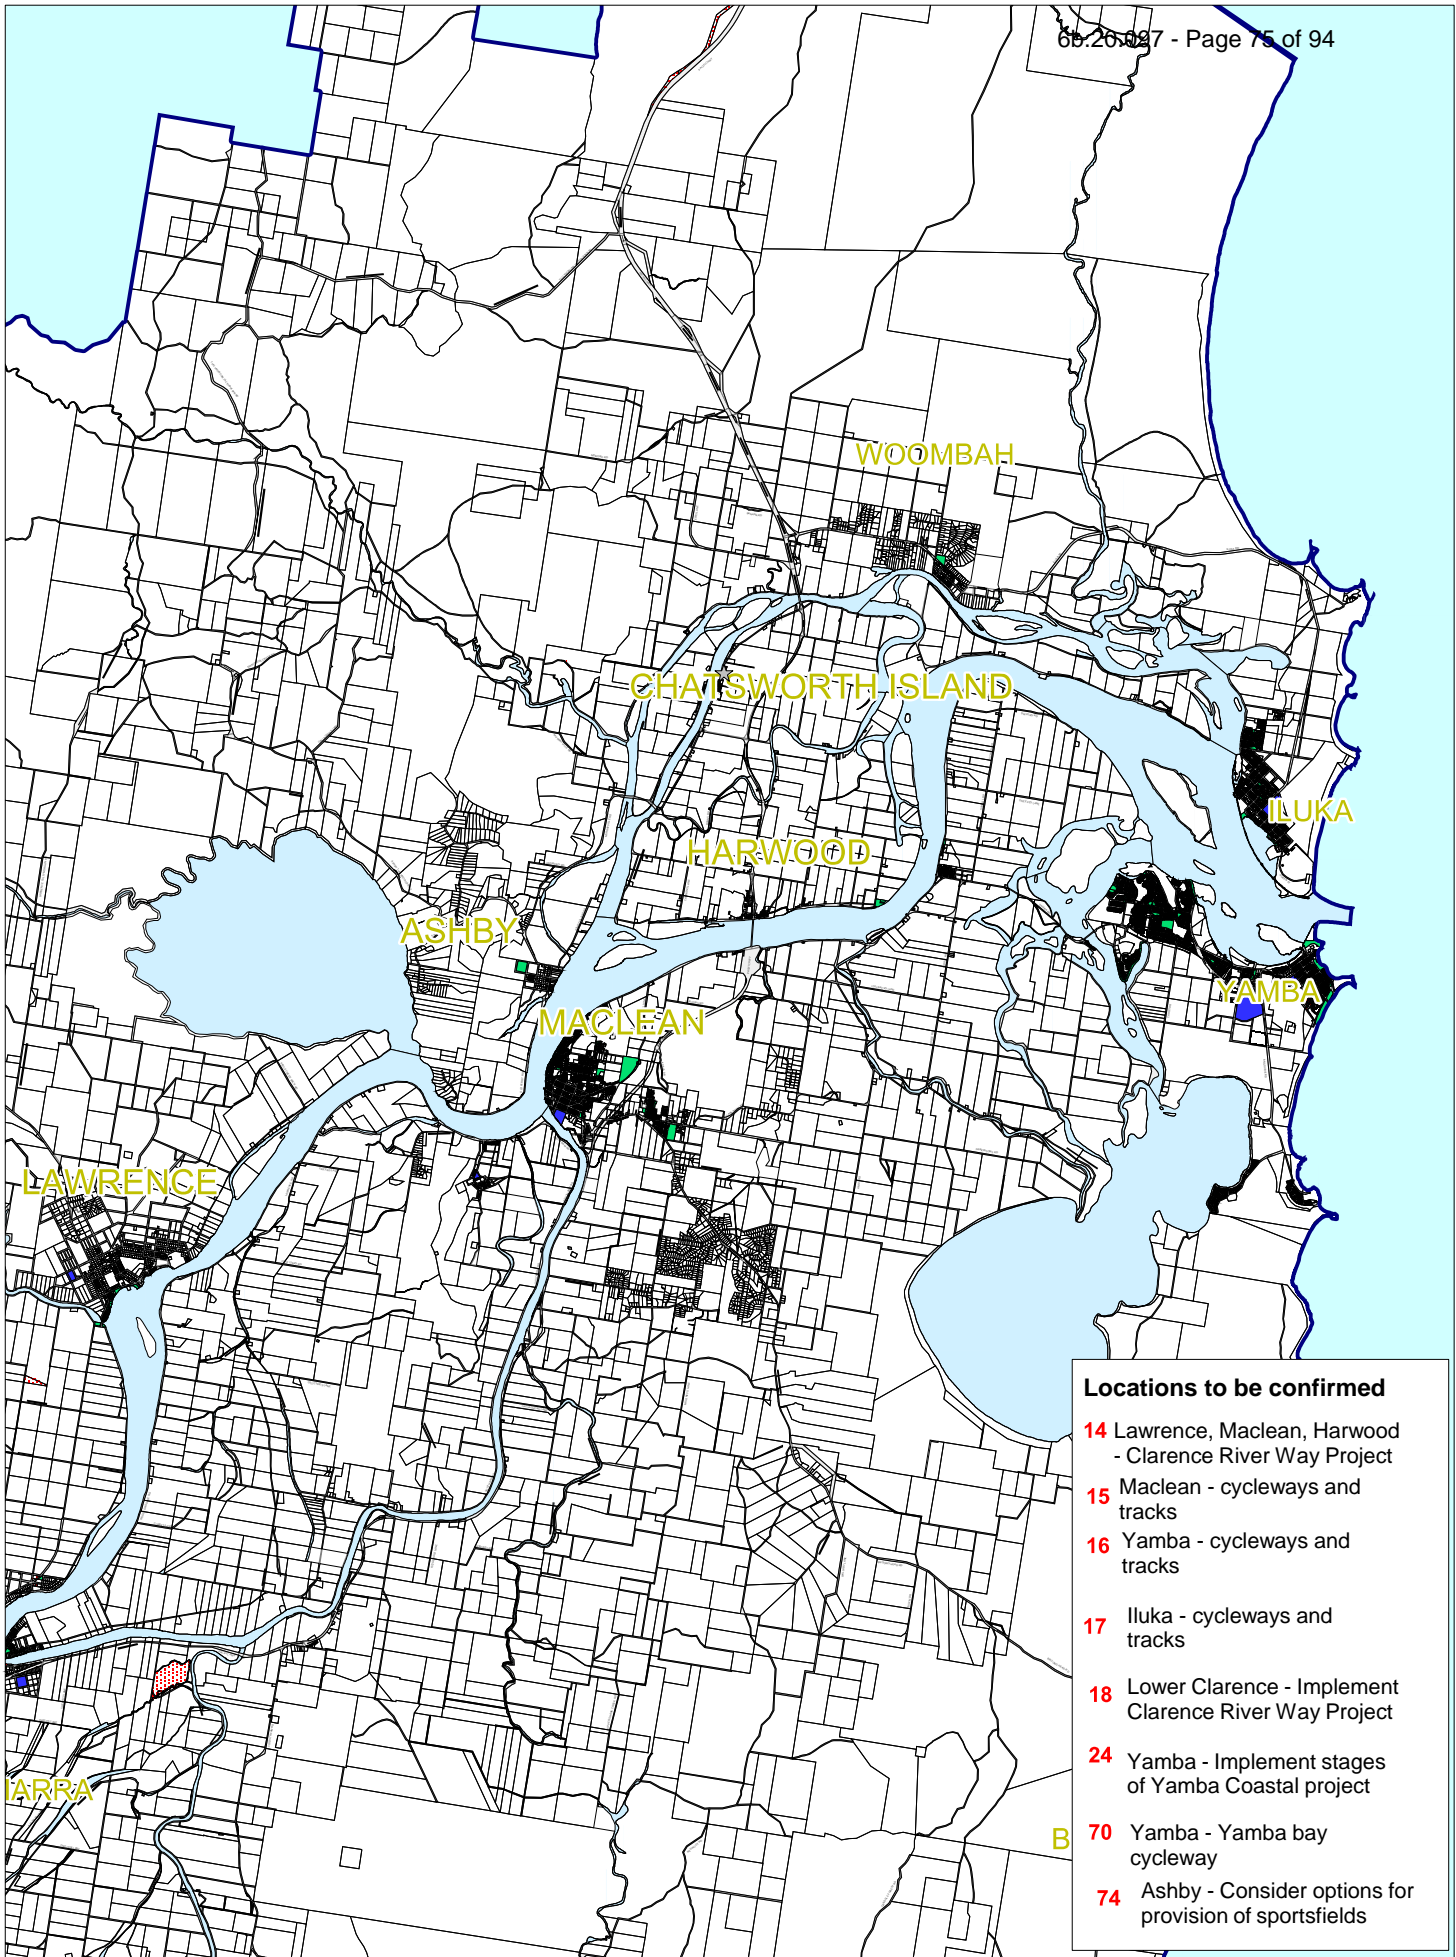 6b.26.097 - Page 75 of 94
WOOMBAH
CHATSWORTH ISLAND
ILUKA
HARWOOD
ASHBY
YAMBA
MACLEAN
LAWRENCE
Locations to be confirmed
14 Lawrence, Maclean, Harwood
- Clarence River Way Project
15 Maclean - cycleways and
tracks
16 Yamba - cycleways and
tracks
17 Iluka - cycleways and
tracks
18 Lower Clarence - Implement
Clarence River Way Project
24 Yamba - Implement stages
of Yamba Coastal project
IARRA
B
70 Yamba - Yamba bay
cycleway
74 Ashby - Consider options for
provision of sportsfields